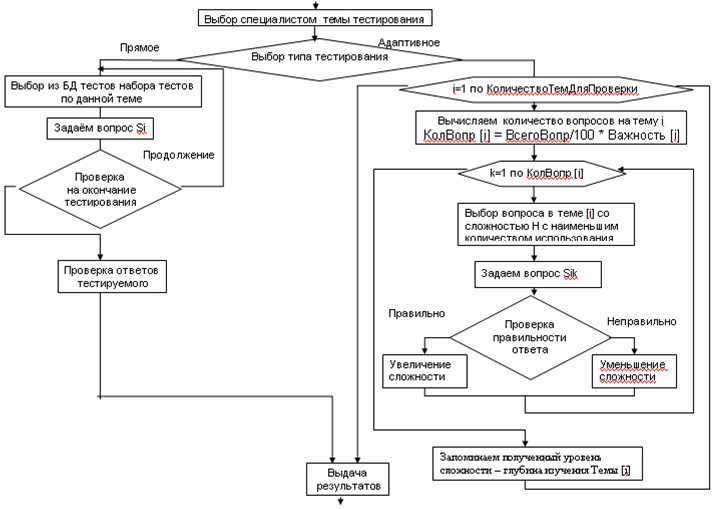 Выбор специалистом темы тестирования
Прямое
Адаптивное
Выбор типа тестирования
Выбор из БД тестов набора тестов
по данной теме
Задаём вопрос Si
Продолжение
Проверка
на окончание
тестирования
Проверка ответов
тестируемого
i=1 по КоличествоТемДляПроверки
Вычисляем количество вопросов на тему i
КолВопр [i] = ВсегоВопр/100 * Важность [i]
k=1 по КолВопр [i]
Выбор вопроса в теме [i] со
сложностью Н с наименьшим
количеством использования
Задаем вопрос Sik
Правильно
Неправильно
Проверка
правильности
ответа
Увеличение
сложности
Уменьшение
сложности
Запоминаем полученный уровень
сложности – глубина изучения Темы [i]
Выдача
результатов